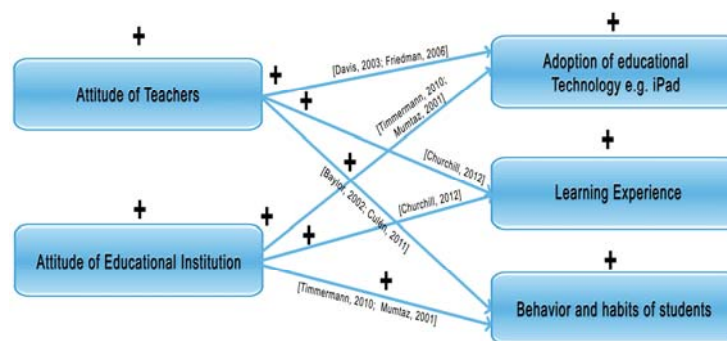 +
+
Attitude of Teachers
+
[Davis, 2003; Friedman, 2006]
Adoption of educational
Technology e.g. iPad
+
[Timmermann, 2010;
Mumtaz, 2001]
+
[Churchill, 2012]
+
Learning Experience
+
[Baylor, 2002; Culén, 2011]
[Churchill, 2012]
+
+
Attitude of Educational Institution
+
+
[Timmermann, 2010; Mumtaz, 2001]
+
Behavior and habits of students